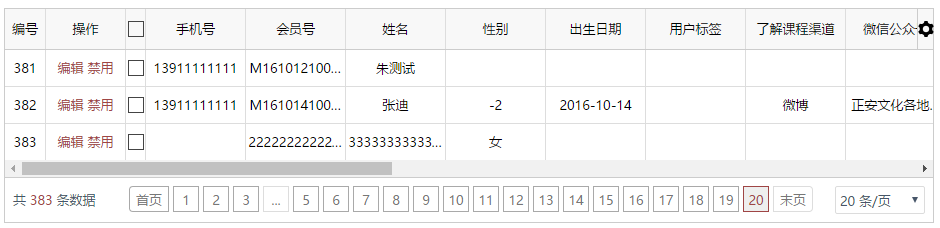 编号 操作 手机号 会员号 姓名 性别 出生日期 用户标签 了解课程渠道 微信公众
381 编辑 禁用 13911111111 M161012100... 朱测试
382 编辑 禁用 13911111111 M161014100... 张迪 -2 2016-10-14 微博 正安文化各地.
383 编辑 禁用 22222222222... 33333333333... 女
共 383 条数据 首页 1 2 3 ... 5 6 7 8 9 10 11 12 13 14 15 16 17 18 19 20 末页 20 条/页